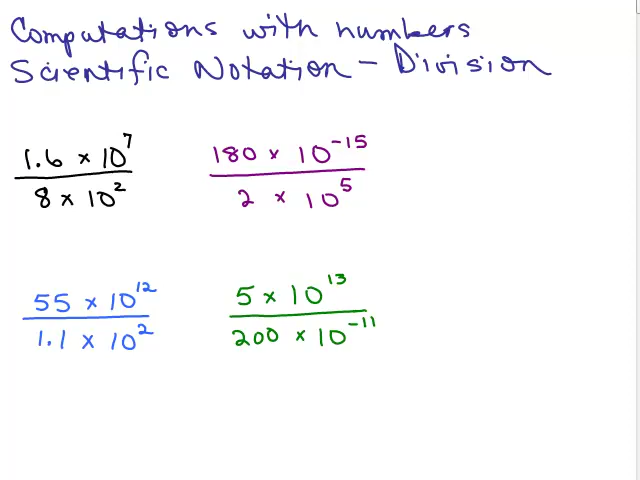 Computations with numbers
Scientific Notation - Division
1.6 × 10^7
8 × 10^2
180 × 10^-15
2 × 10^5
55 × 10^12
1.1 × 10^2
5 × 10^13
200 × 10^-11